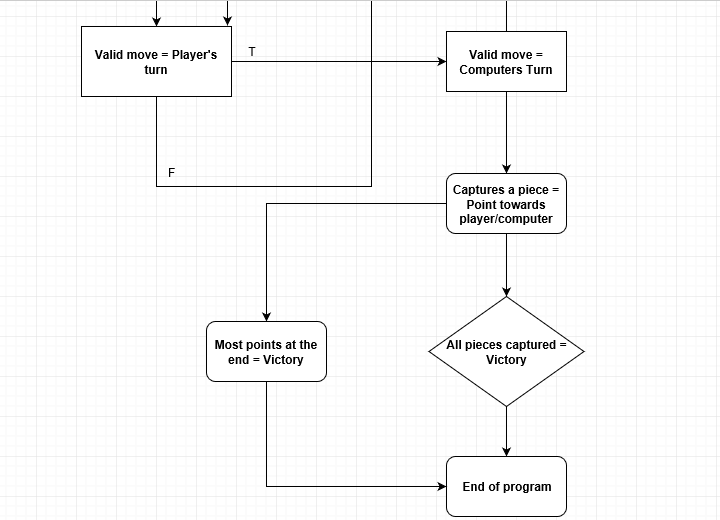 Valid move = Player's
turn
T
Valid move =
Computers Turn
F
Captures a piece =
Point towards
player/computer
Most points at the
end = Victory
All pieces captured =
Victory
End of program